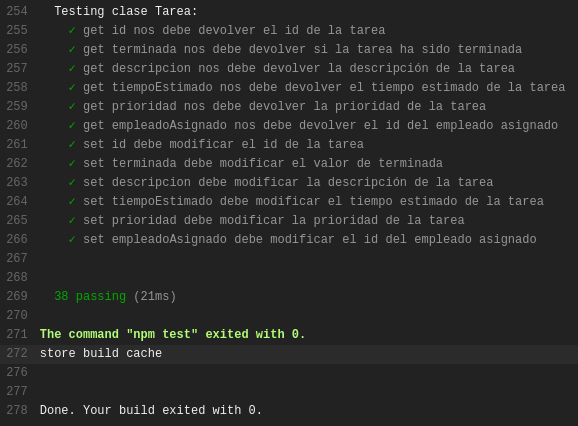 254 Testing clase Tarea:
255 ✓ get id nos debe devolver el id de la tarea
256 ✓ get terminada nos debe devolver si la tarea ha sido terminada
257 ✓ get descripcion nos debe devolver la descripción de la tarea
258 ✓ get tiempoEstimado nos debe devolver el tiempo estimado de la tarea
259 ✓ get prioridad nos debe devolver la prioridad de la tarea
260 ✓ get empleadoAsignado nos debe devolver el id del empleado asignado
261 ✓ set id debe modificar el id de la tarea
262 ✓ set terminada debe modificar el valor de terminada
263 ✓ set descripcion debe modificar la descripción de la tarea
264 ✓ set tiempoEstimado debe modificar el tiempo estimado de la tarea
265 ✓ set prioridad debe modificar la prioridad de la tarea
266 ✓ set empleadoAsignado debe modificar el id del empleado asignado
267
268
269 38 passing (21ms)
270
271 The command "npm test" exited with 0.
272 store build cache
276
277
278 Done. Your build exited with 0.